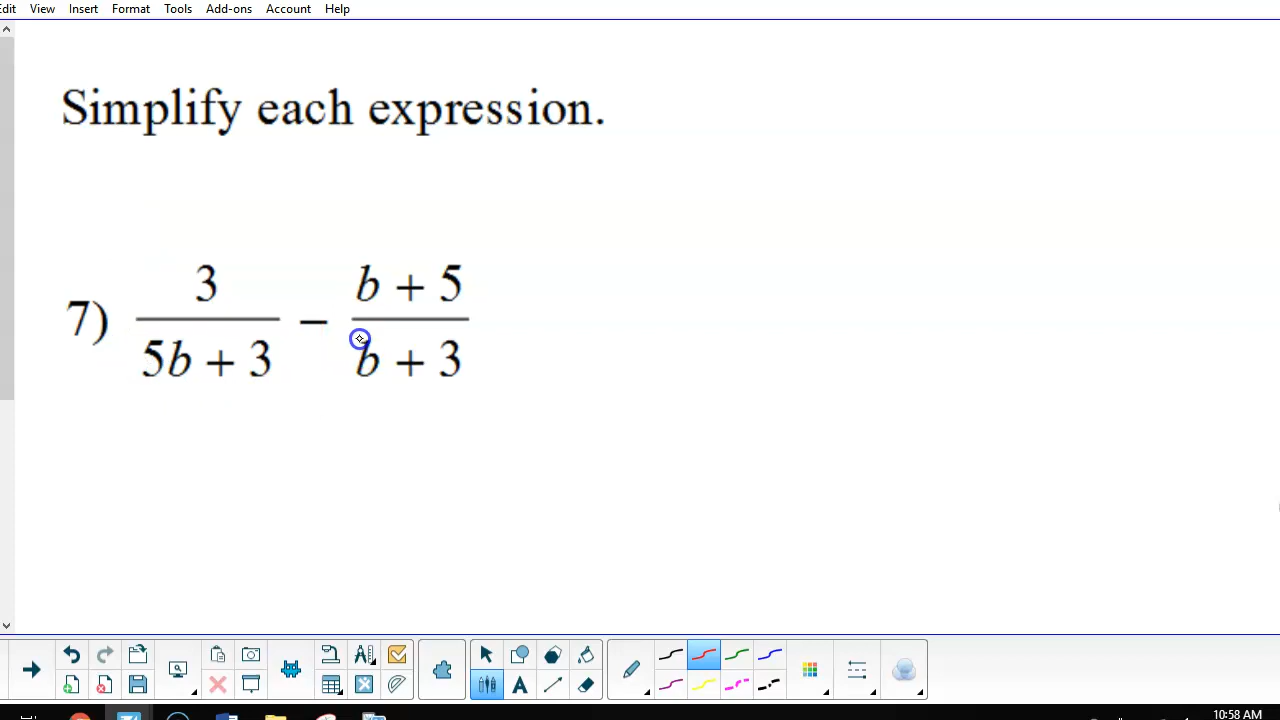 Edit View Insert Format Tools Add-ons Account Help
Simplify each expression.
7) 3/(5b + 3) − (b + 5)/(b + 3)
10:58 AM